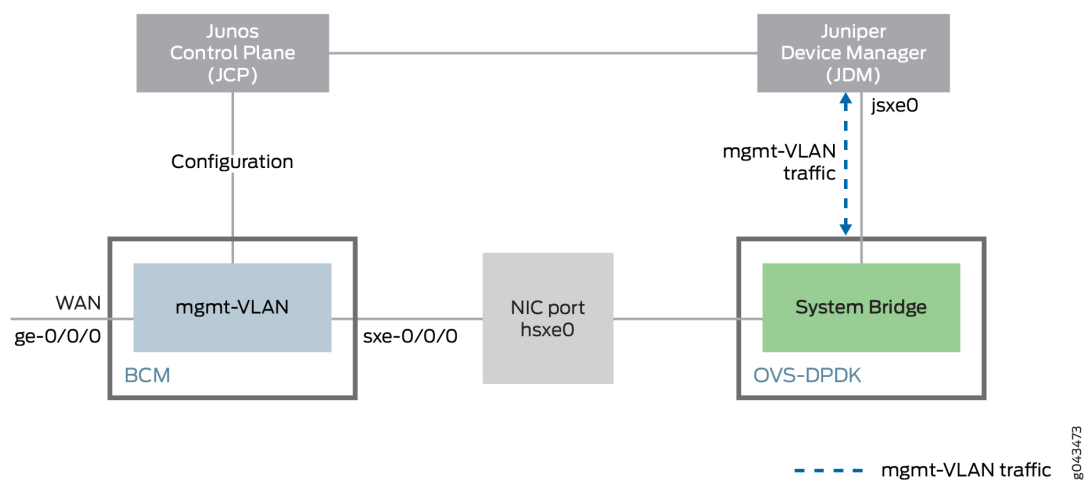 Junos
Control Plane
(JCP)
Juniper
Device Manager
(JDM)
jsxe0
Configuration
mgmt-VLAN
traffic
WAN
ge-0/0/0
mgmt-VLAN
BCM
sxe-0/0/0
NIC port
hsxe0
System Bridge
OVS-DPDK
mgmt-VLAN traffic
g043473